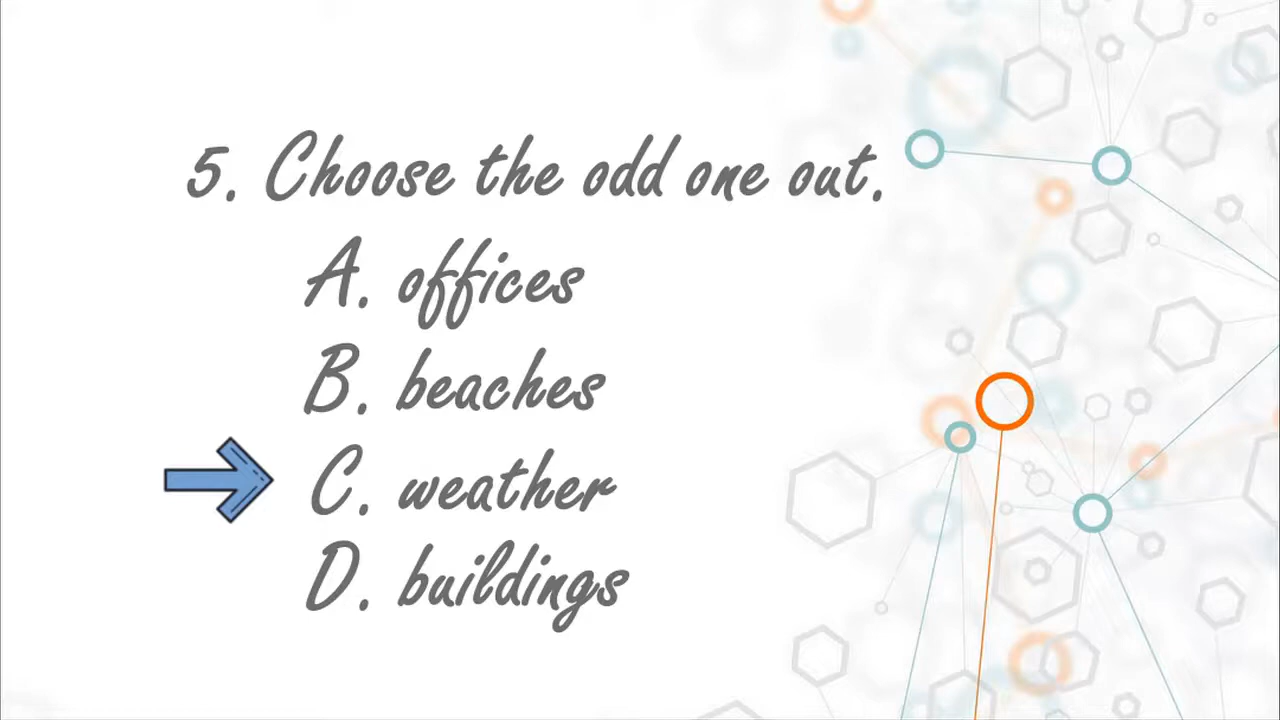 5. Choose the odd one out.
A. offices
B. beaches
C. weather
D. buildings